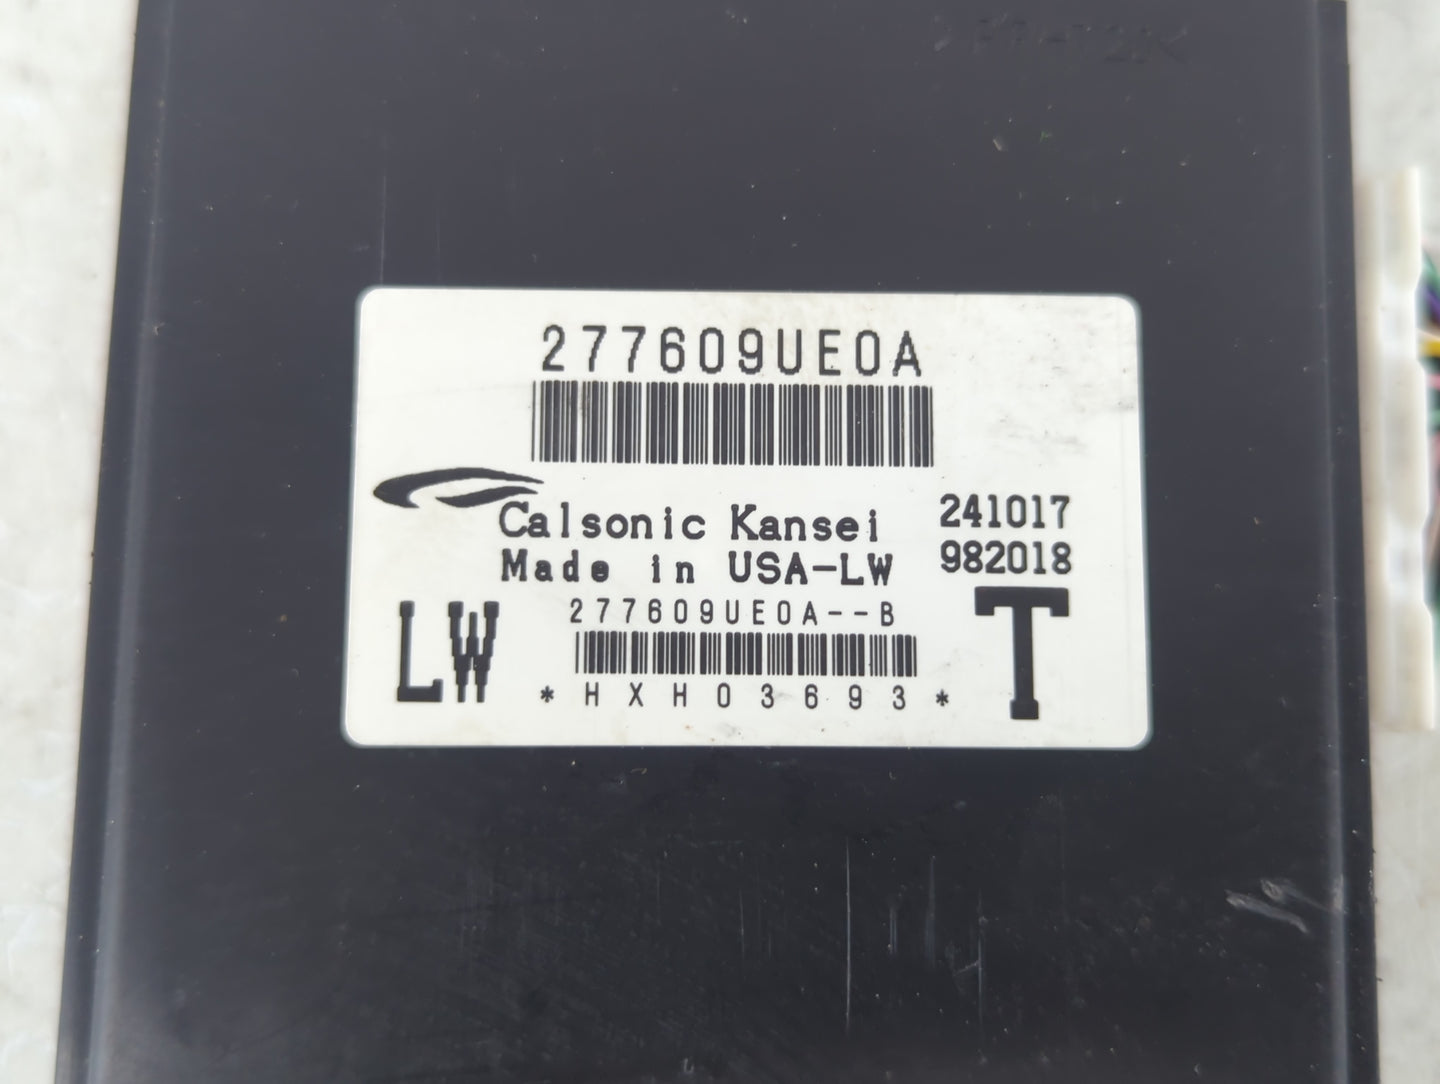 277609UE0A
Calsonic Kansei 241017
Made in USA-LW 982018
277609UE0A--B
LW T
*HXH03693*